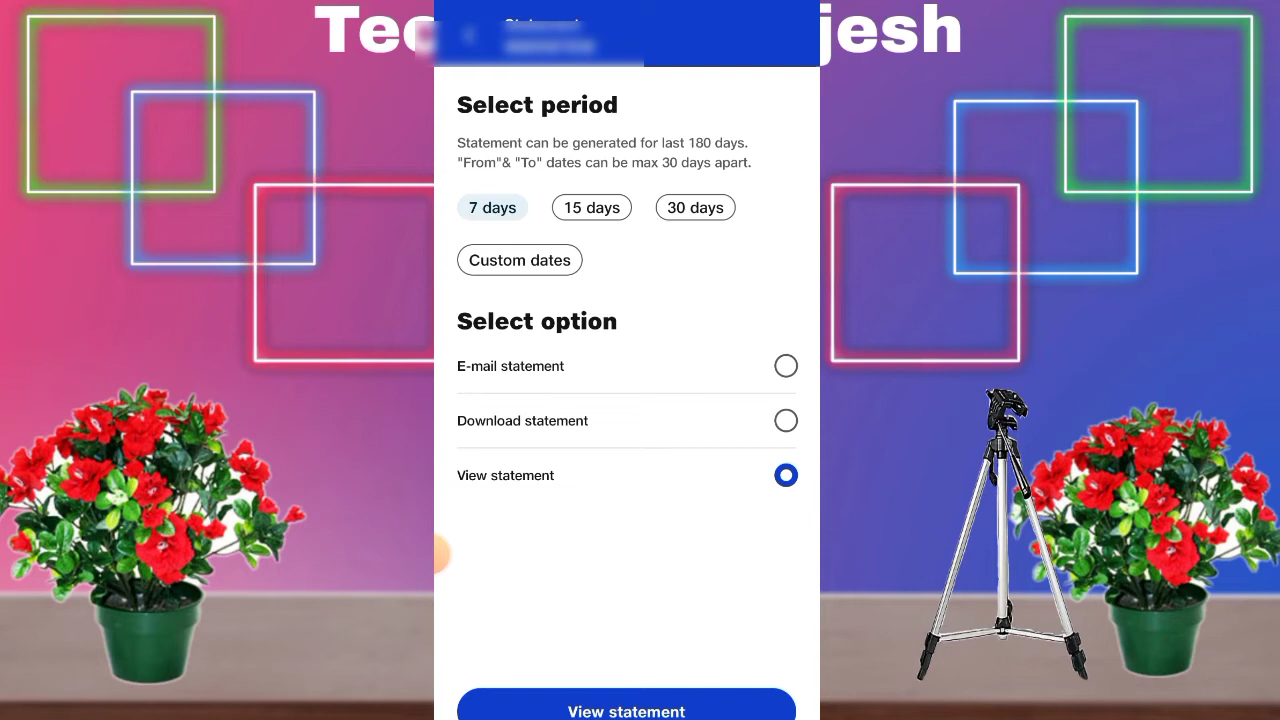 Statement
Select period
Statement can be generated for last 180 days.
"From"& "To" dates can be max 30 days apart.
7 days
15 days
30 days
Custom dates
Select option
E-mail statement
Download statement
View statement
View statement